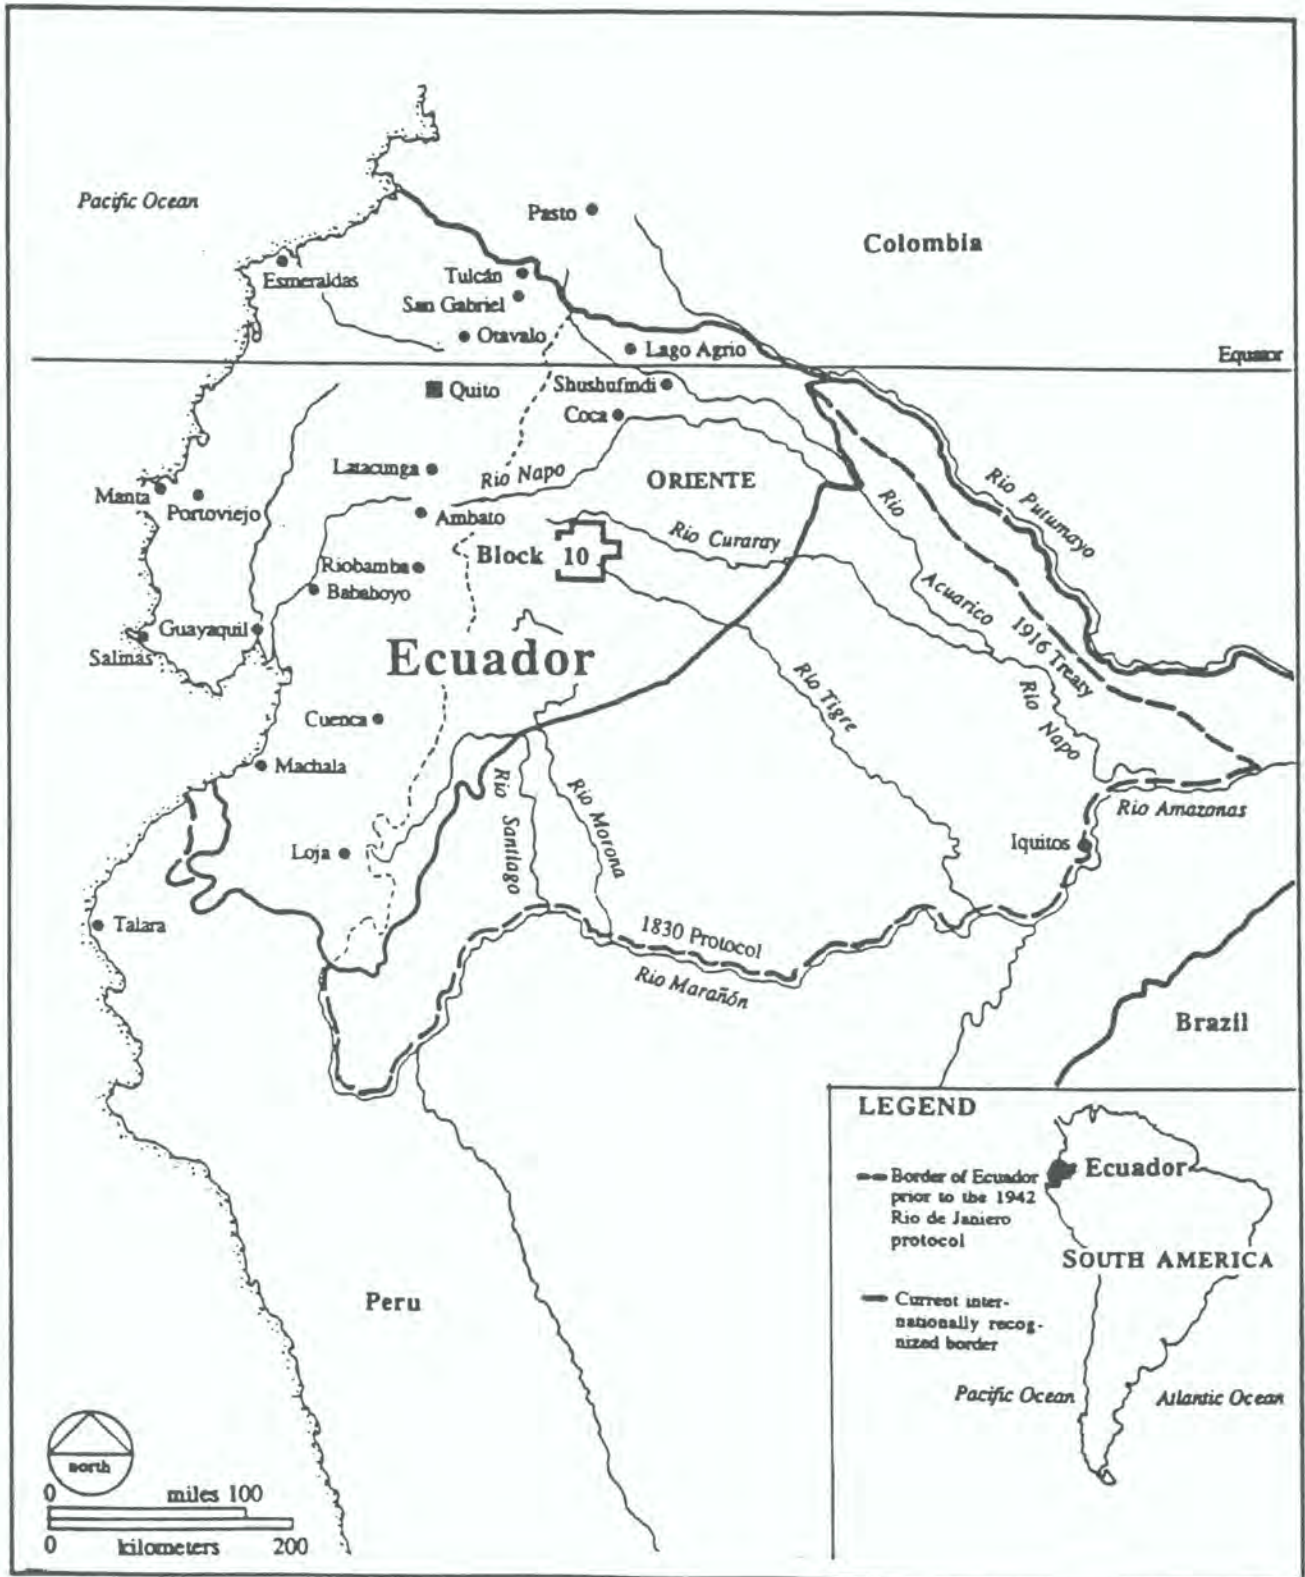 Pacific Ocean
Pasto
Colombia
Esmeraldas
Tulcán
San Gabriel
Otavalo
Lago Agrio
Equator
Quito
Shushufindi
Coca
Latacunga
Rio Napo
ORIENTE
Manta
Portoviejo
Ambato
Rio Putumayo
Rio Curaray
Block 10
Riobamba
Bababoyo
Rio Acuarico
1916 Treaty
Guayaquil
Salinas
Ecuador
Rio Tigre
Rio Napo
Cuenca
Machala
Rio Santiago
Rio Morona
Rio Amazonas
Loja
Iquitos
Talara
1830 Protocol
Rio Marañón
Brazil
Peru
LEGEND
Border of Ecuador
prior to the 1942
Rio de Janiero
protocol
Current inter-
nationally recog-
nized border
Ecuador
SOUTH AMERICA
Pacific Ocean
Atlantic Ocean
north
0 miles 100
0 kilometers 200